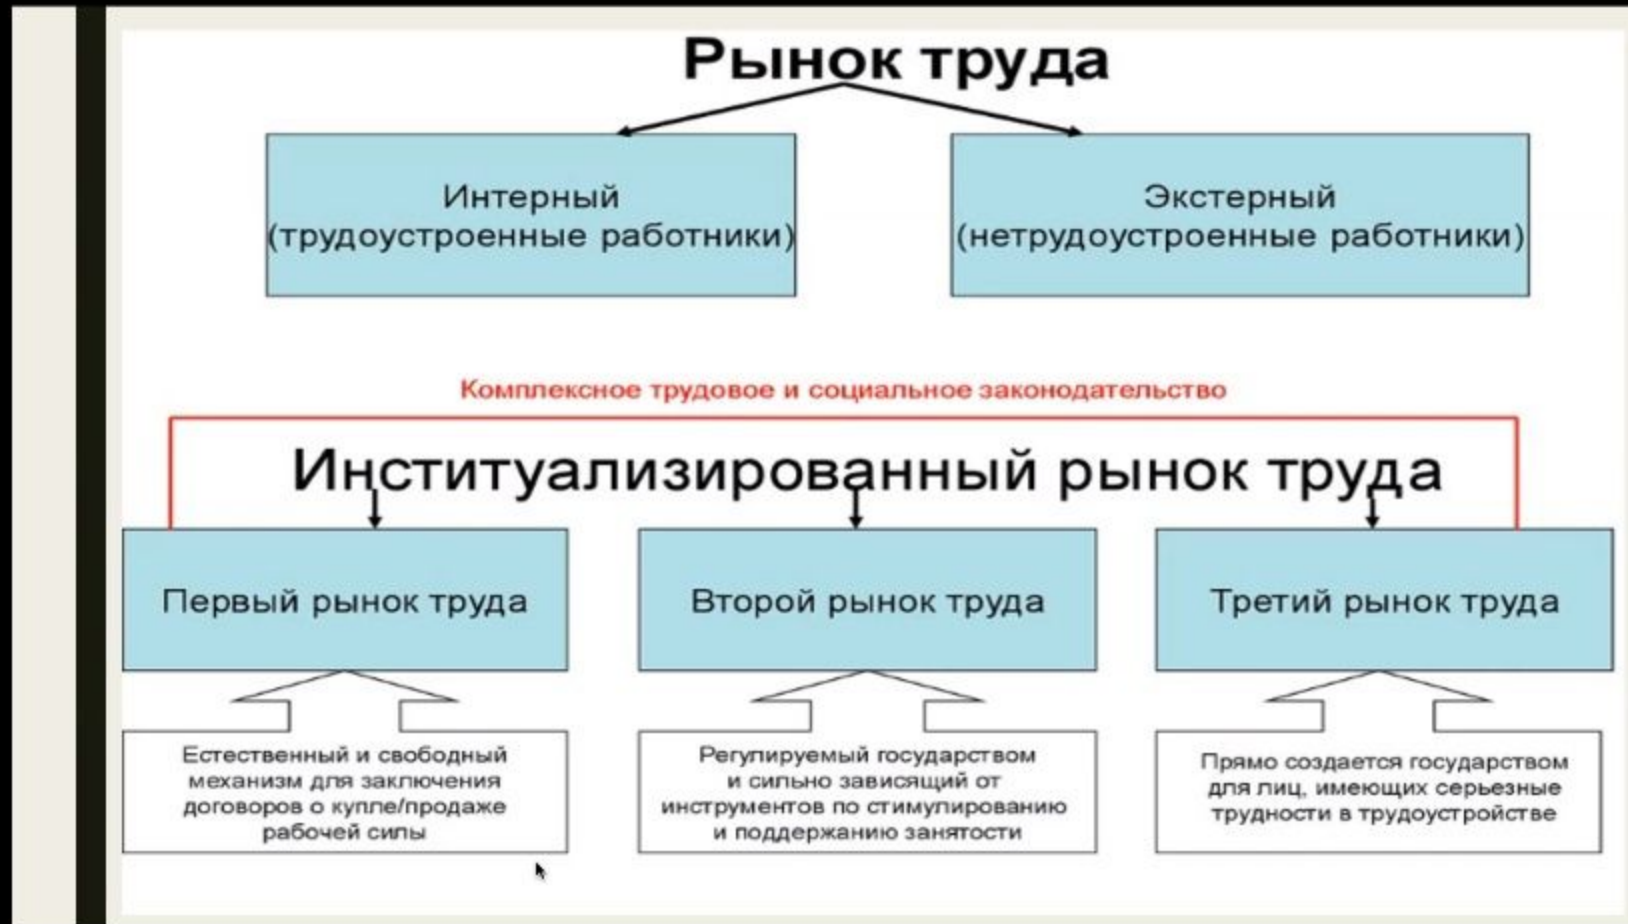 Рынок труда
Интерный
(трудоустроенные работники)
Экстерный
(нетрудоустроенные работники)
Комплексное трудовое и социальное законодательство
Институализированный рынок труда
Первый рынок труда
Второй рынок труда
Третий рынок труда
Естественный и свободный
механизм для заключения
договоров о купле/продаже
рабочей силы
Регулируемый государством
и сильно зависящий от
инструментов по стимулированию
и поддержанию занятости
Прямо создается государством
для лиц, имеющих серьезные
трудности в трудоустройстве